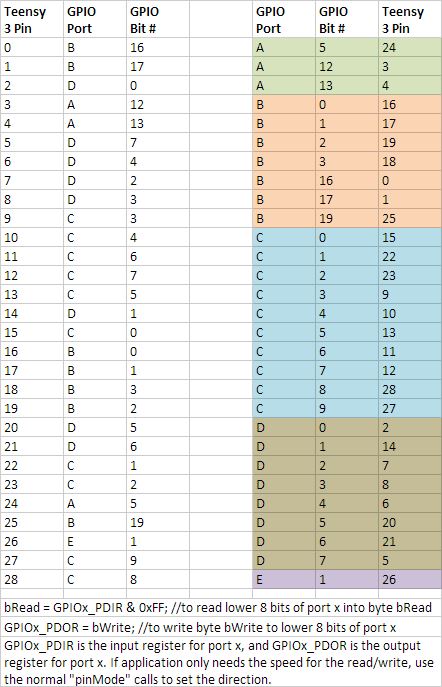 Teensy GPIO GPIO GPIO GPIO Teensy
3 Pin Port Bit # Port Bit # 3 Pin
0 B 16 A 5 24
1 B 17 A 12 3
2 D 0 A 13 4
3 A 12 B 0 16
4 A 13 B 1 17
5 D 7 B 2 19
6 D 4 B 3 18
7 D 2 B 16 0
8 D 3 B 17 1
9 C 3 B 19 25
10 C 4 C 0 15
11 C 6 C 1 22
12 C 7 C 2 23
13 C 5 C 3 9
14 D 1 C 4 10
15 C 0 C 5 13
16 B 0 C 6 11
17 B 1 C 7 12
18 B 3 C 8 28
19 B 2 C 9 27
20 D 5 D 0 2
21 D 6 D 1 14
22 C 1 D 2 7
23 C 2 D 3 8
24 A 5 D 4 6
25 B 19 D 5 20
26 E 1 D 6 21
27 C 9 D 7 5
28 C 8 E 1 26
bRead = GPIOx_PDIR & 0xFF; //to read lower 8 bits of port x into byte bRead
GPIOx_PDOR = bWrite; //to write byte bWrite to lower 8 bits of port x
GPIOx_PDIR is the input register for port x, and GPIOx_PDOR is the output
register for port x. If application only needs the speed for the read/write, use
the normal "pinMode" calls to set the direction.